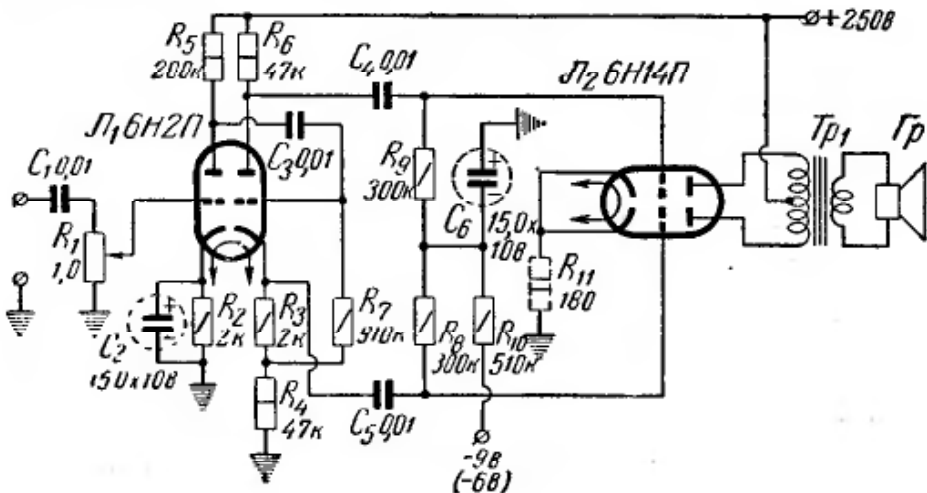 R5
200к
R6
47к
⌀+250в
C4 0,01
Л2 6Н14П
Л1 6Н2П
C3 0,01
C1 0,01
R1
1,0
R9
300к
C6
15,0х
10в
Тр1
Гр
R11
180
R2
2к
R3
2к
R7
910к
R8
300к
R10
510к
C2
15,0х10в
R4
47к
C5 0,01
-9в
(-6в)